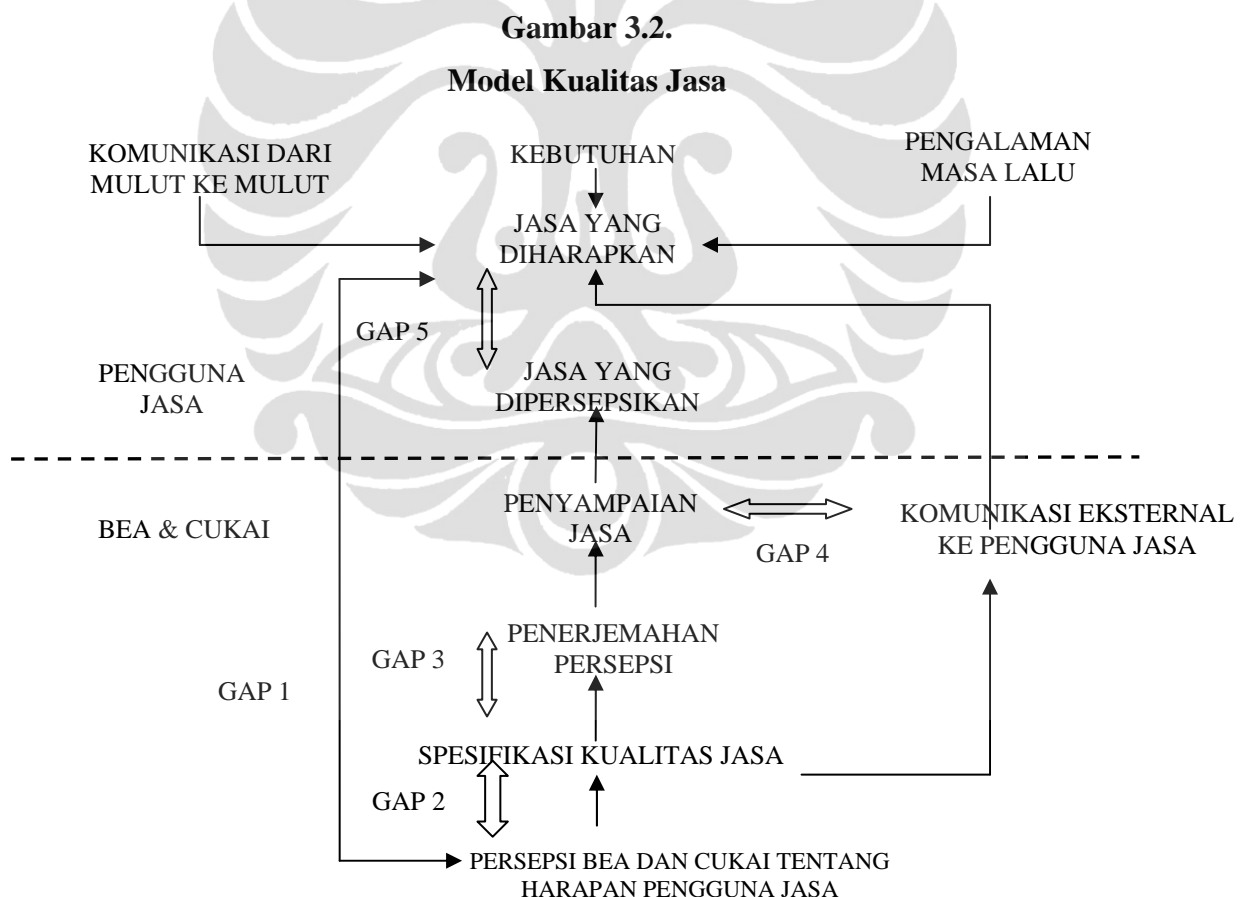 Gambar 3.2.
Model Kualitas Jasa
KOMUNIKASI DARI
MULUT KE MULUT
KEBUTUHAN
PENGALAMAN
MASA LALU
JASA YANG
DIHARAPKAN
GAP 5
PENGGUNA
JASA
JASA YANG
DIPERSEPSIKAN
BEA & CUKAI
PENYAMPAIAN
JASA
GAP 4
KOMUNIKASI EKSTERNAL
KE PENGGUNA JASA
GAP 3
PENERJEMAHAN
PERSEPSI
GAP 1
SPESIFIKASI KUALITAS JASA
GAP 2
PERSEPSI BEA DAN CUKAI TENTANG
HARAPAN PENGGUNA JASA